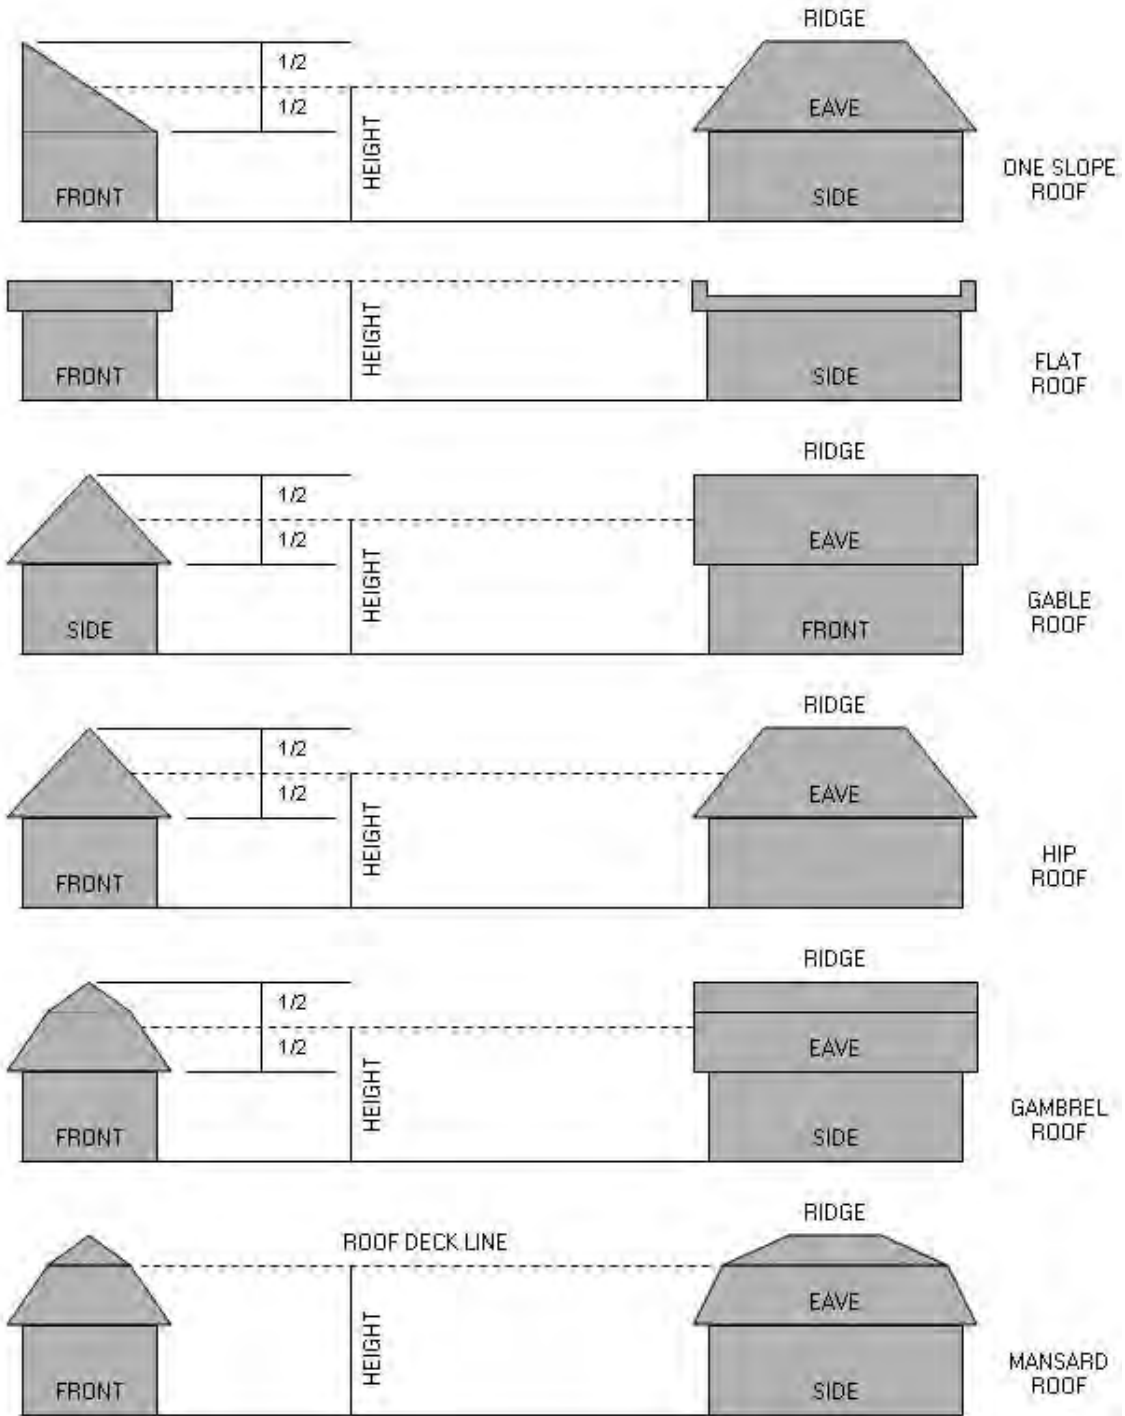 RIDGE
1/2
1/2
HEIGHT
EAVE
FRONT
SIDE
ONE SLOPE
ROOF
HEIGHT
FRONT
SIDE
FLAT
ROOF
RIDGE
1/2
1/2
HEIGHT
EAVE
SIDE
FRONT
GABLE
ROOF
RIDGE
1/2
1/2
HEIGHT
EAVE
FRONT
HIP
ROOF
RIDGE
1/2
1/2
HEIGHT
EAVE
FRONT
SIDE
GAMBREL
ROOF
RIDGE
ROOF DECK LINE
HEIGHT
EAVE
FRONT
SIDE
MANSARD
ROOF